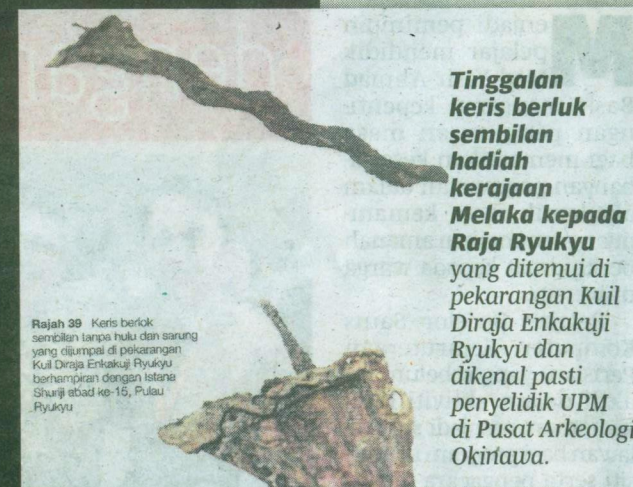 Tinggalan
keris berluk
sembilan
hadiah
kerajaan
Melaka kepada
Raja Ryukyu
yang ditemui di
pekarangan Kuil
Diraja Enkakuji
Ryukyu dan
dikenal pasti
penyelidik UPM
di Pusat Arkeologi
Okinawa.
Rajah 39 Keris berlok
sembilan tanpa hulu dan sarung
yang dijumpai di pekarangan
Kuil Diraja Enkakuji Ryukyu
berhampiran dengan Istana
Shuriji abad ke-15, Pulau
Ryukyu